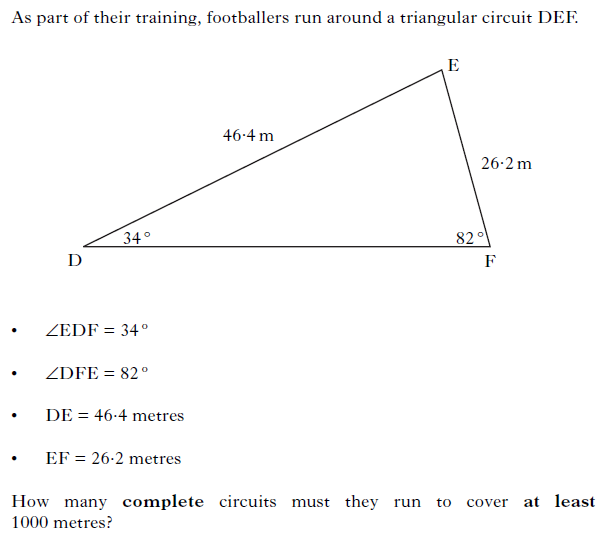 As part of their training, footballers run around a triangular circuit DEF.
E
46·4 m
26·2 m
34°
82°
D
F
• ∠EDF = 34°
• ∠DFE = 82°
• DE = 46·4 metres
• EF = 26·2 metres
How many complete circuits must they run to cover at least
1000 metres?